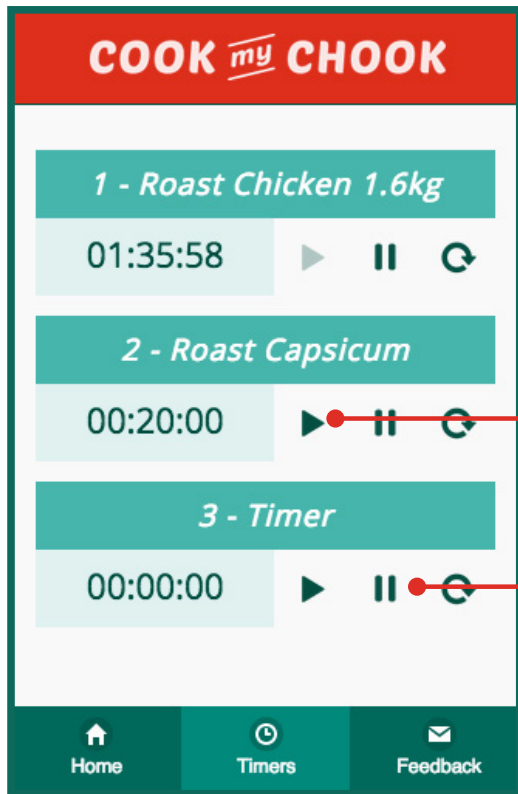 COOK my CHOOK
1 - Roast Chicken 1.6kg
01:35:58
2 - Roast Capsicum
00:20:00
3 - Timer
00:00:00
Home Timers Feedback